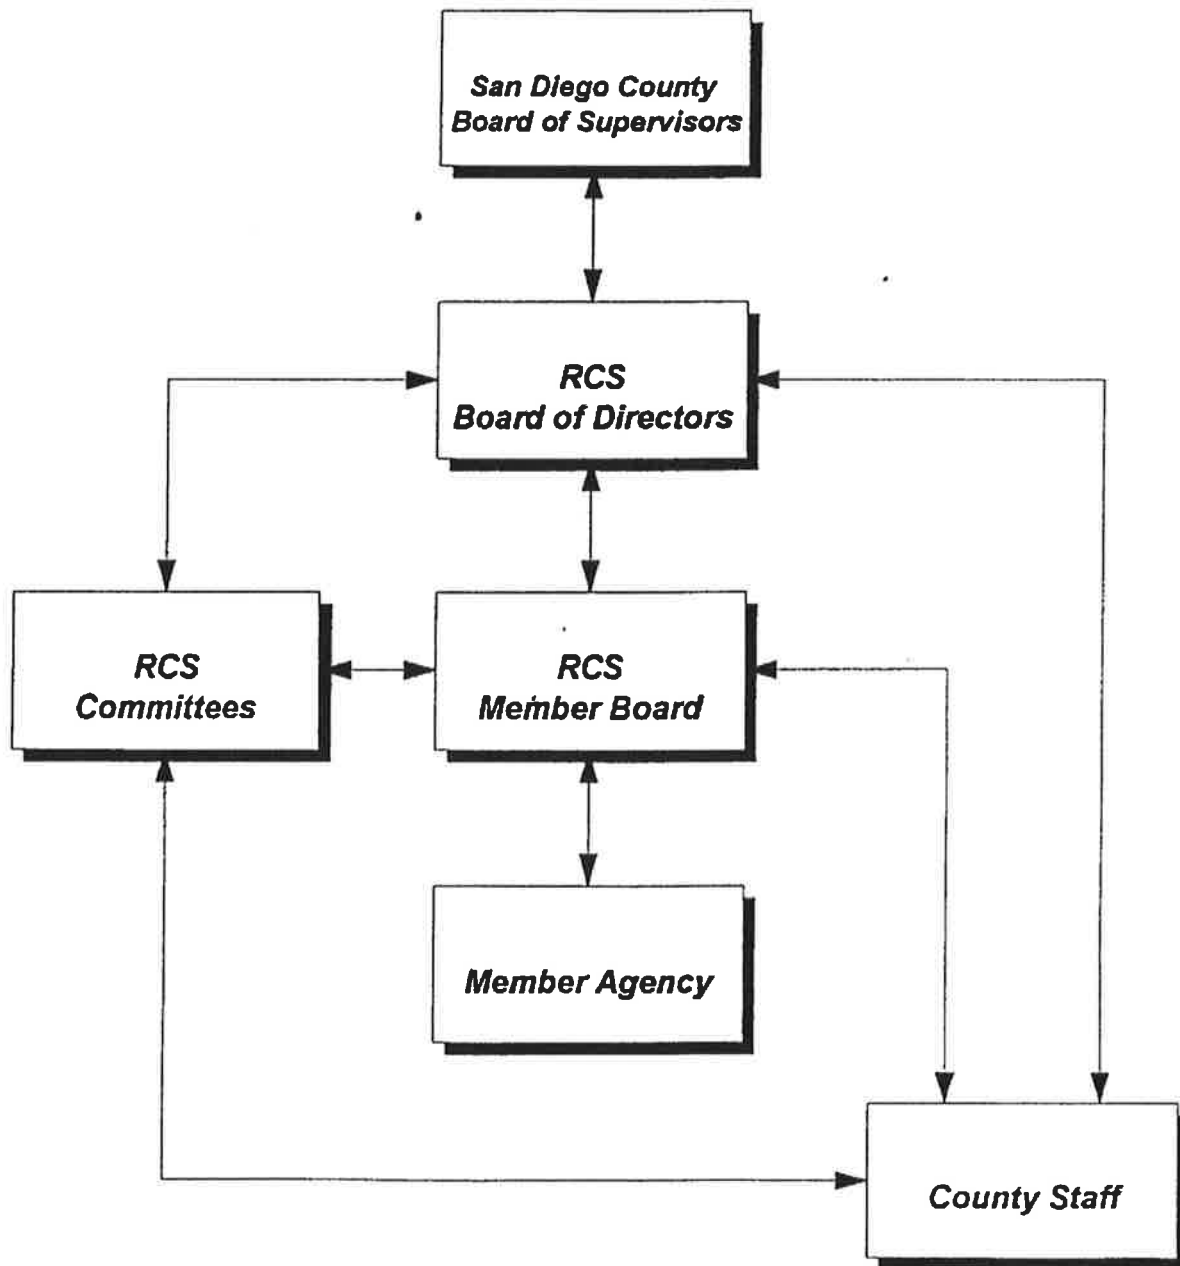 San Diego County
Board of Supervisors
RCS
Board of Directors
RCS
Committees
RCS
Member Board
Member Agency
County Staff